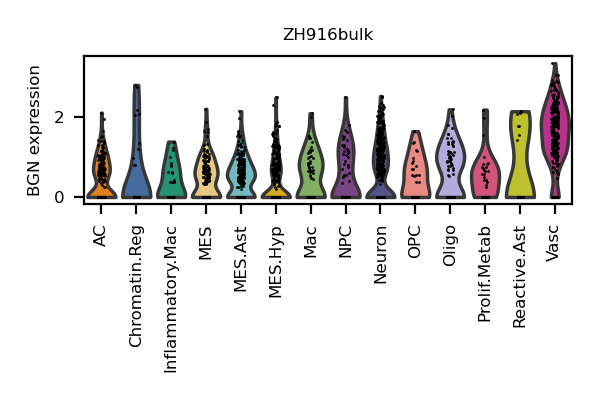 ZH916bulk
BGN expression
2
0
AC
Chromatin.Reg
Inflammatory.Mac
MES
MES.Ast
MES.Hyp
Mac
NPC
Neuron
OPC
Oligo
Prolif.Metab
Reactive.Ast
Vasc